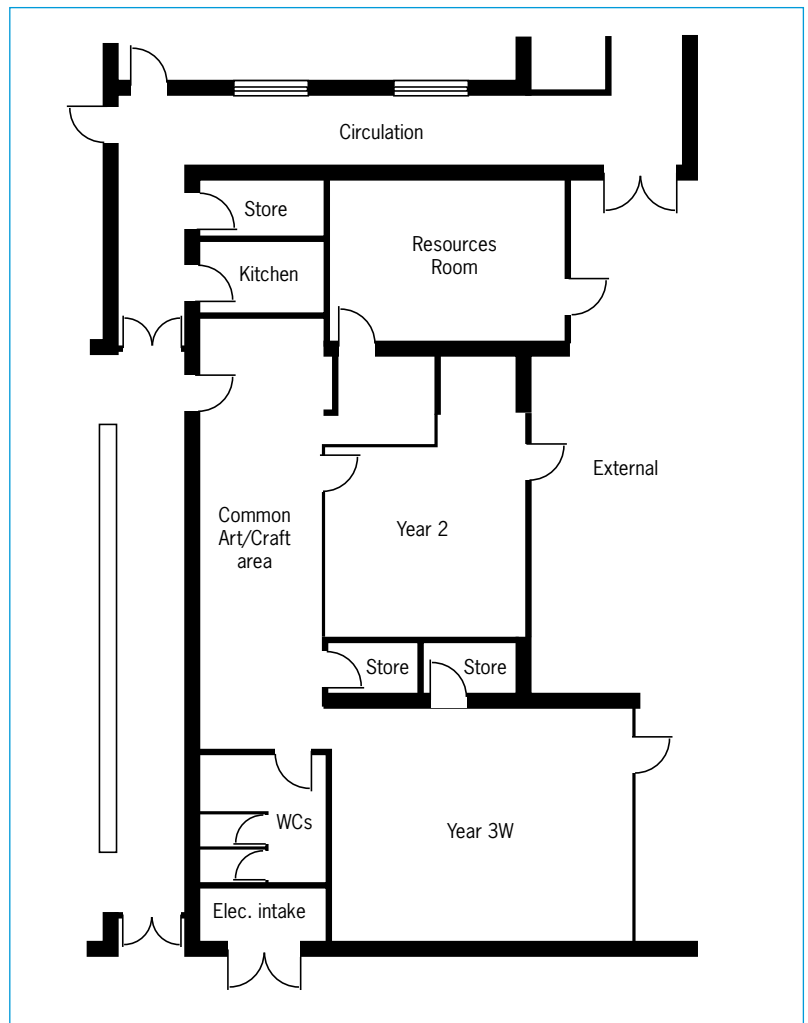 Circulation
Store
Resources
Room
Kitchen
External
Common
Art/Craft
area
Year 2
Store
Store
WCs
Year 3W
Elec. intake